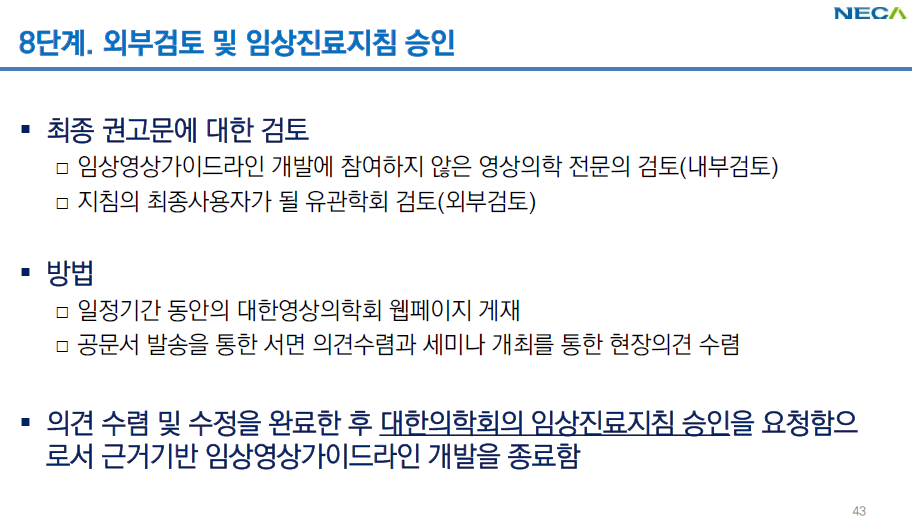 NECA
8단계. 외부검토 및 임상진료지침 승인
▪ 최종 권고문에 대한 검토
□ 임상영상가이드라인 개발에 참여하지 않은 영상의학 전문의 검토(내부검토)
□ 지침의 최종사용자가 될 유관학회 검토(외부검토)
▪ 방법
□ 일정기간 동안의 대한영상의학회 웹페이지 게재
□ 공문서 발송을 통한 서면 의견수렴과 세미나 개최를 통한 현장의견 수렴
▪ 의견 수렴 및 수정을 완료한 후 대한의학회의 임상진료지침 승인을 요청함으
로서 근거기반 임상영상가이드라인 개발을 종료함
43